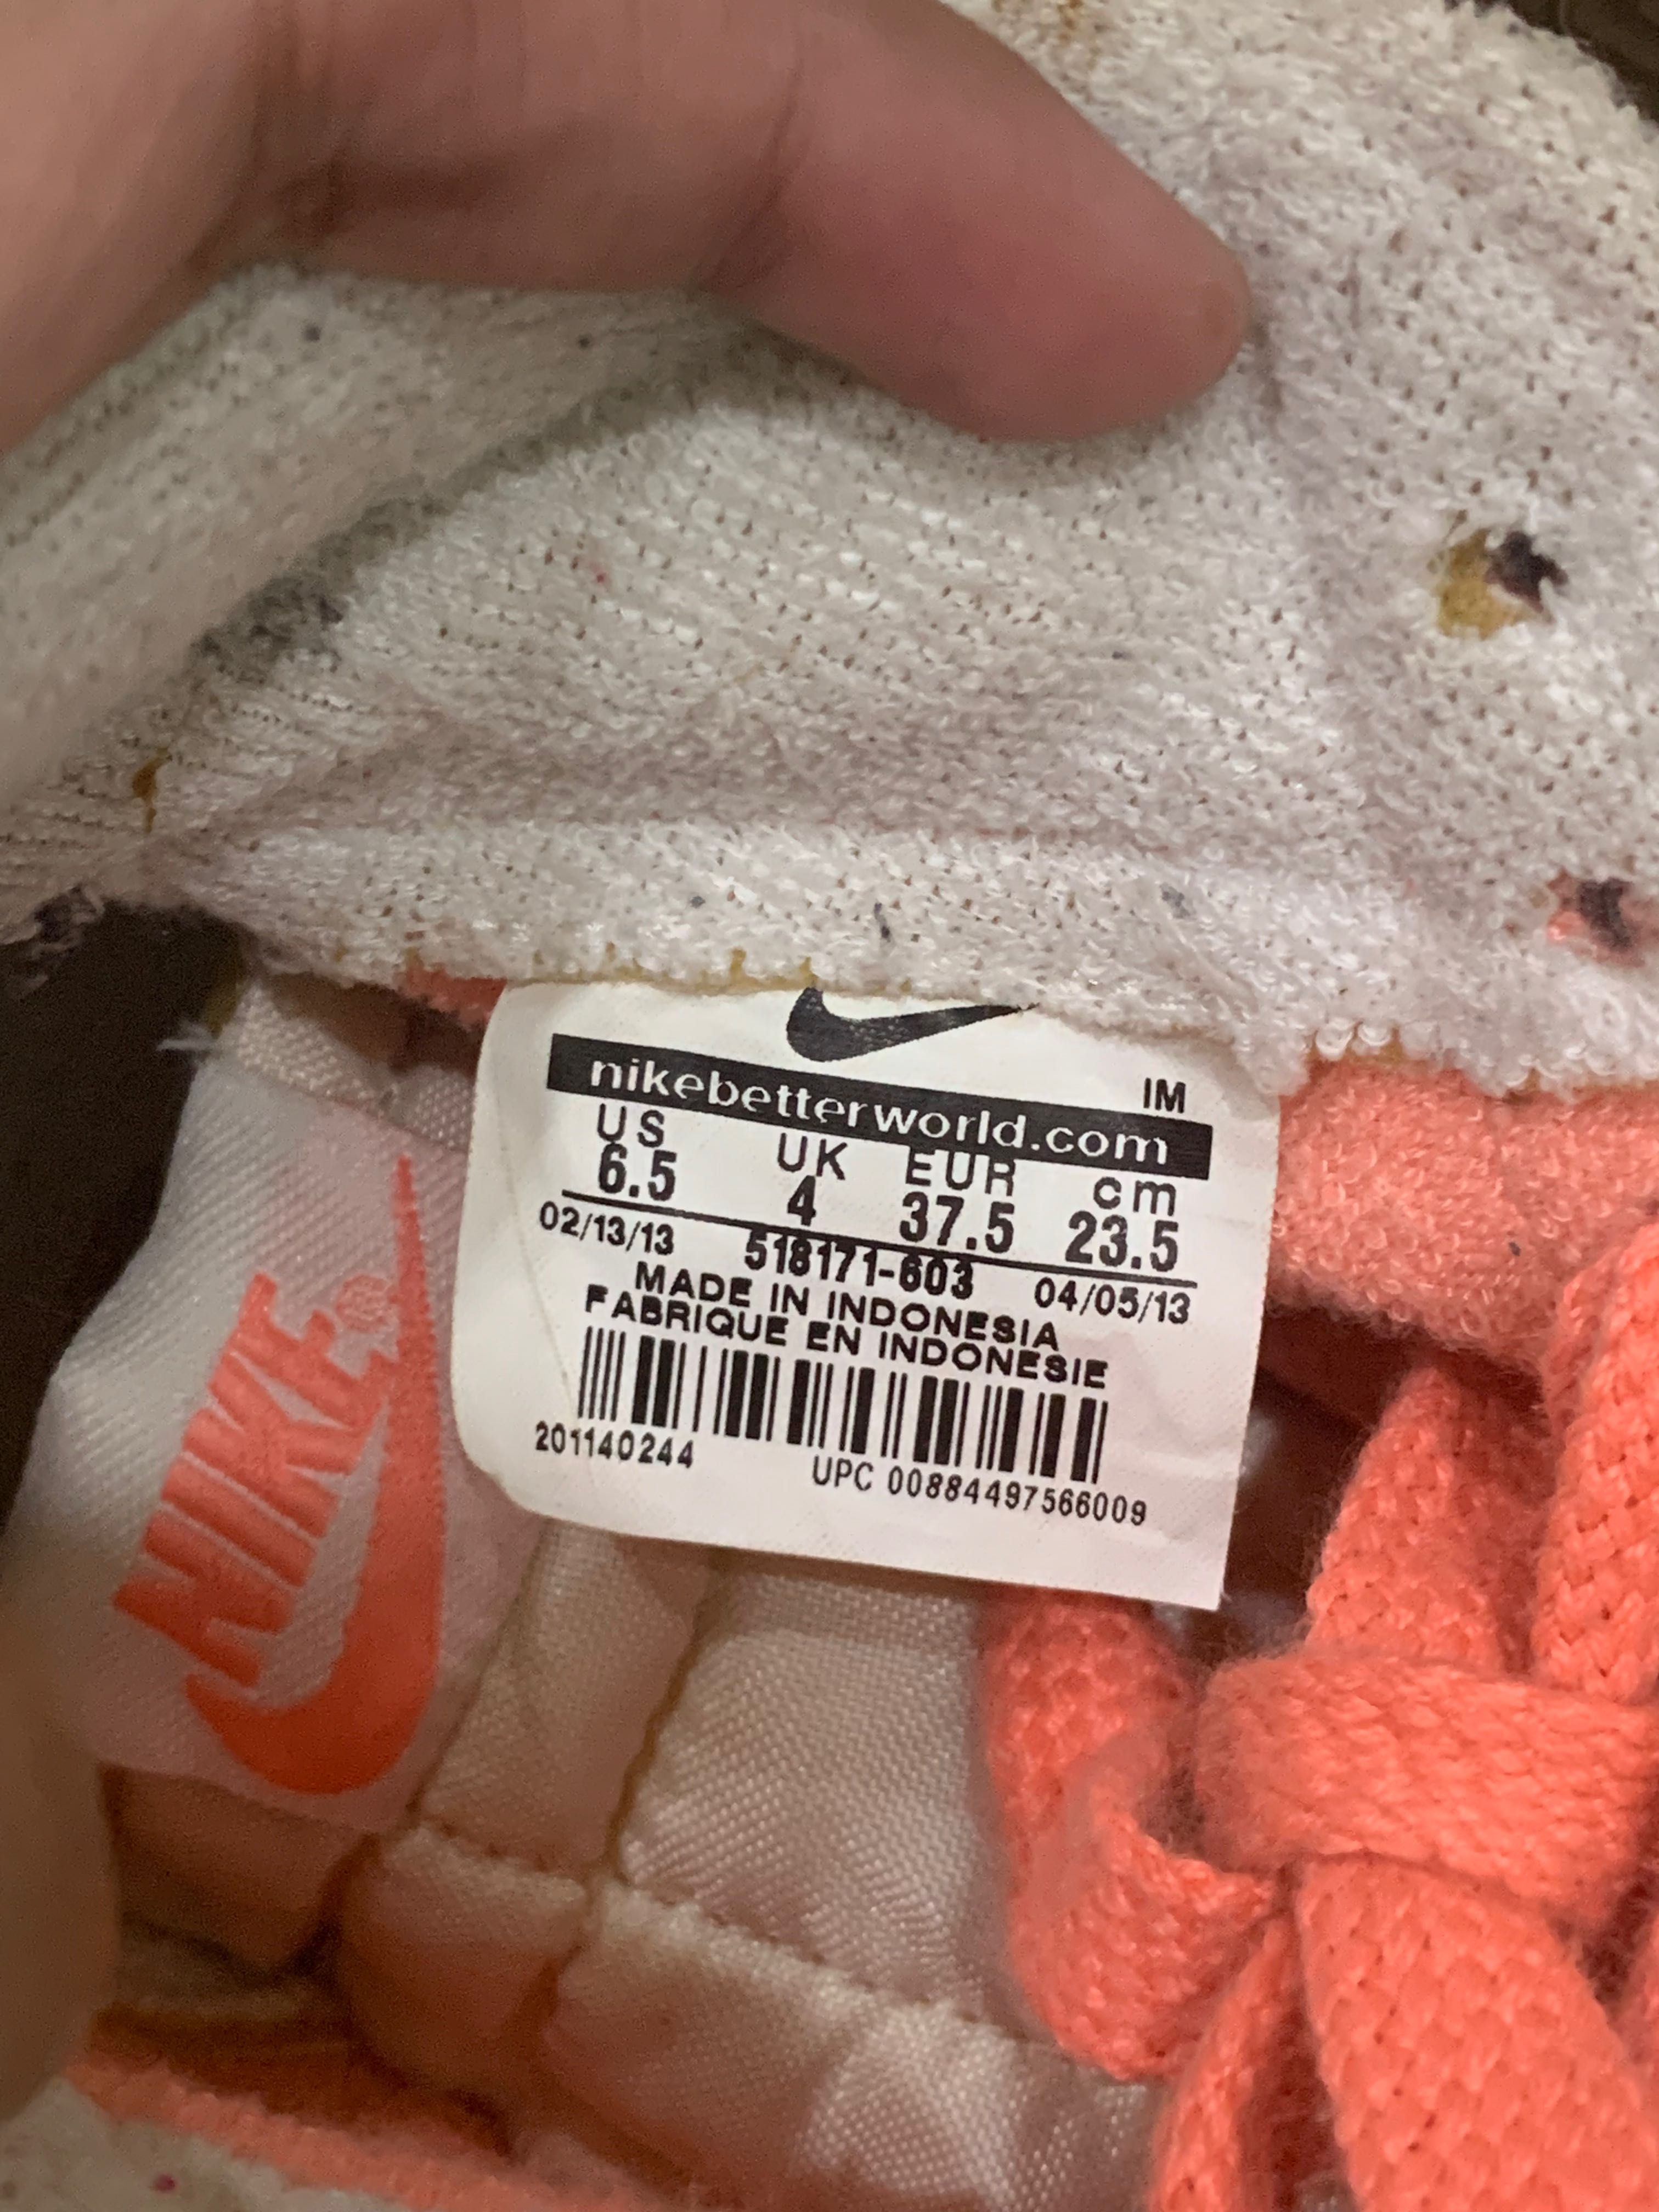 nikebetterworld.com
IM
US UK EUR cm
6.5 4 37.5 23.5
02/13/13 518171-603 04/05/13
MADE IN INDONESIA
FABRIQUE EN INDONESIE
201140244 UPC 00884497566009
NIKE®